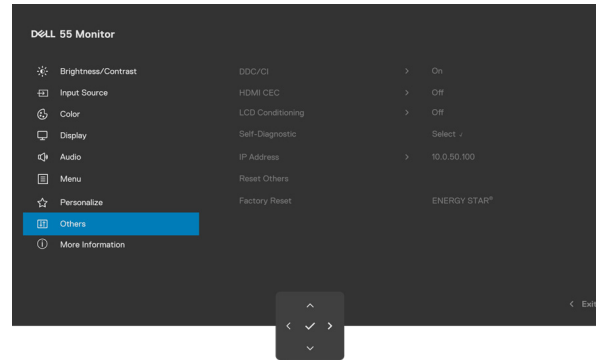 DELL 55 Monitor
Brightness/Contrast
Input Source
Color
Display
Audio
Menu
Personalize
Others
More Information
DDC/CI > On
HDMI CEC > Off
LCD Conditioning > Off
Self-Diagnostic Select ✓
IP Address > 10.0.50.100
Reset Others
Factory Reset ENERGY STAR®
< Exit